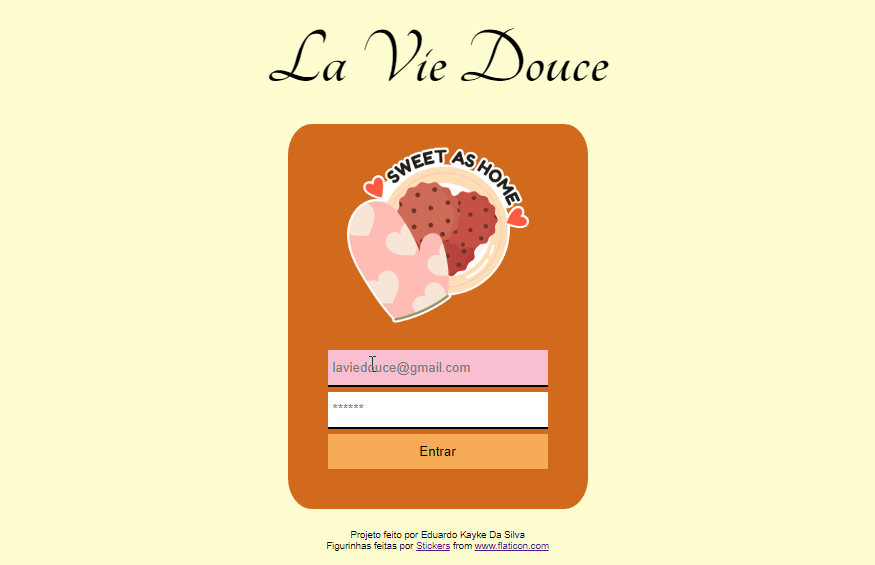 La Vie Douce
SWEET AS HOME
laviedouce@gmail.com
******
Entrar
Projeto feito por Eduardo Kayke Da Silva
Figurinhas feitas por Stickers from www.flaticon.com